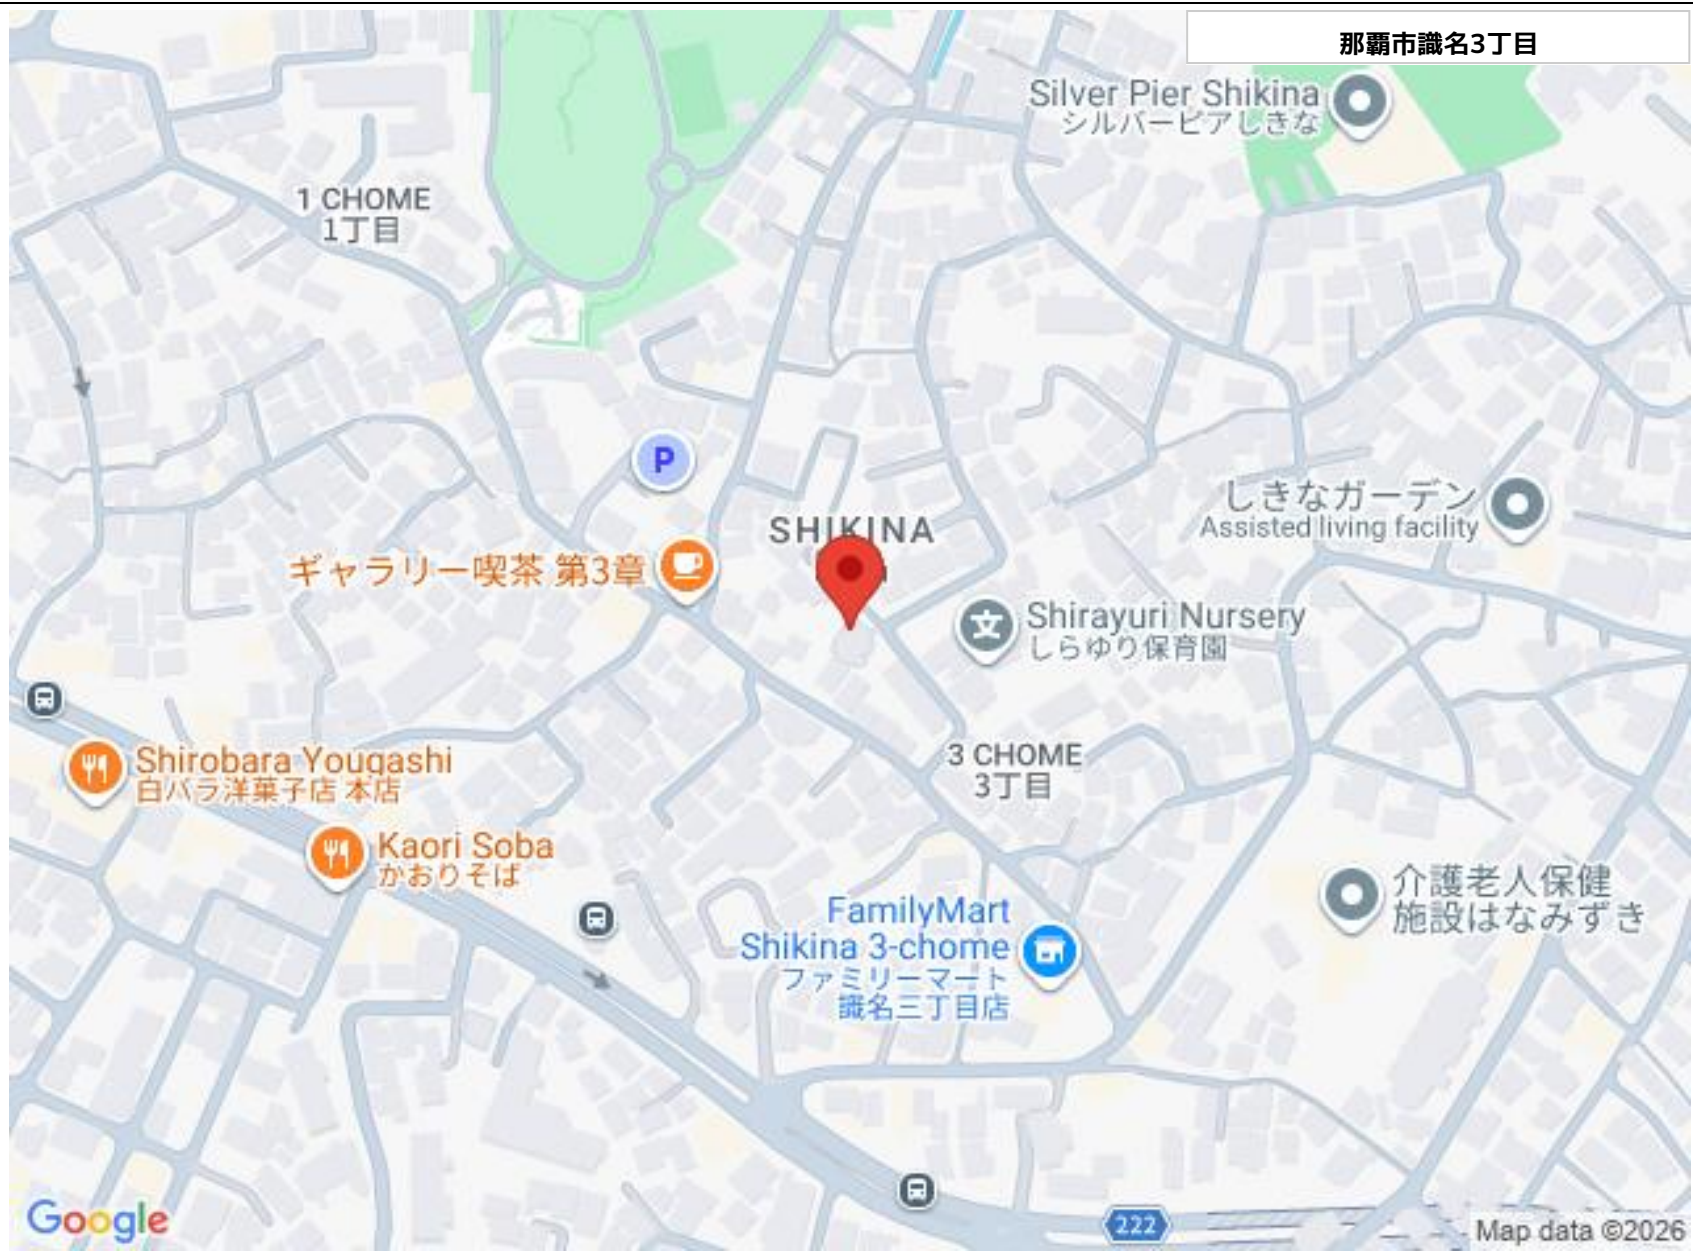 那覇市識名3丁目
Silver Pier Shikina
シルバーピアしきな
1 CHOME
1丁目
P
SHIKINA
しきなガーデン
Assisted living facility
ギャラリー喫茶 第3章
文
Shirayuri Nursery
しらゆり保育園
Shirobara Yougashi
白バラ洋菓子店 本店
3 CHOME
3丁目
Kaori Soba
かおりそば
介護老人保健
施設はなみずき
FamilyMart
Shikina 3-chome
ファミリーマート
識名三丁目店
222
Google
Map data ©2026